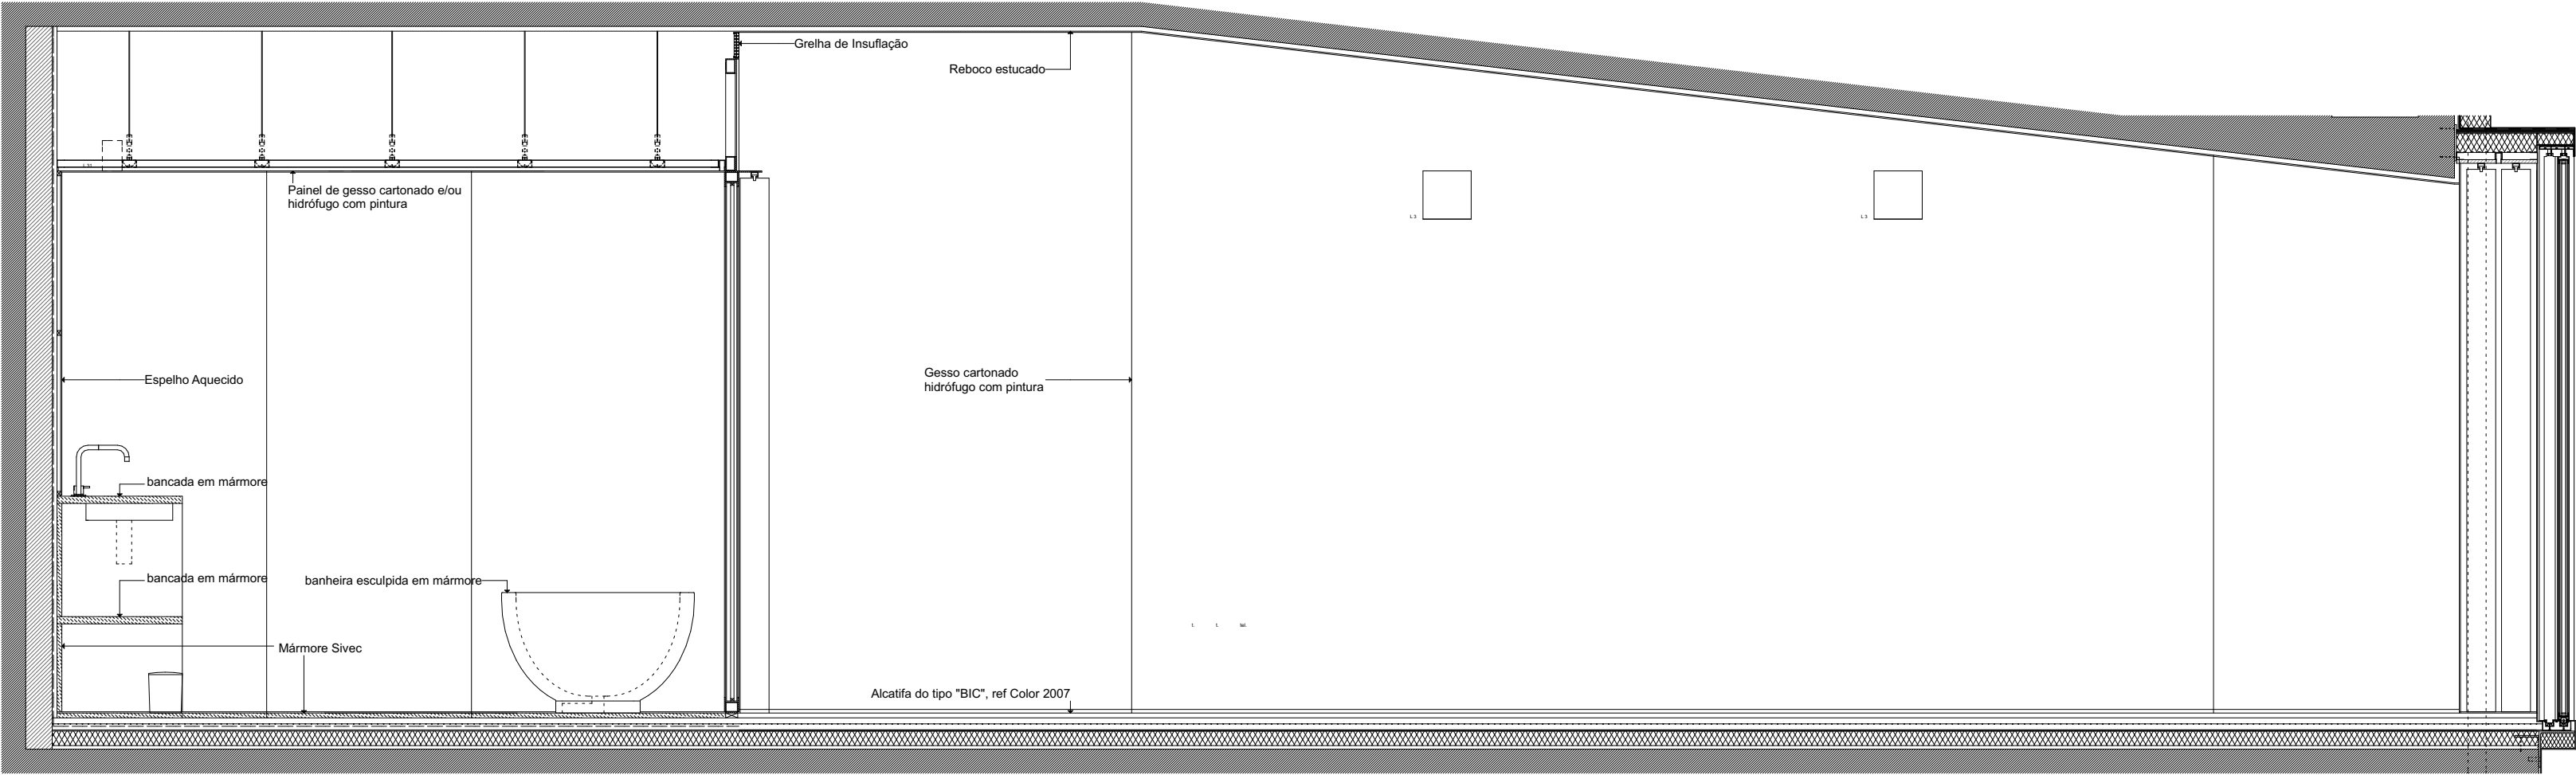 Grelha de Insuflação
Reboco estucado
Painel de gesso cartonado e/ou
hidrófugo com pintura
L.3
L.3
Espelho Aquecido
Gesso cartonado
hidrófugo com pintura
bancada em mármore
bancada em mármore
banheira esculpida em mármore
Mármore Sivec
Alcatifa do tipo "BIC", ref Color 2007